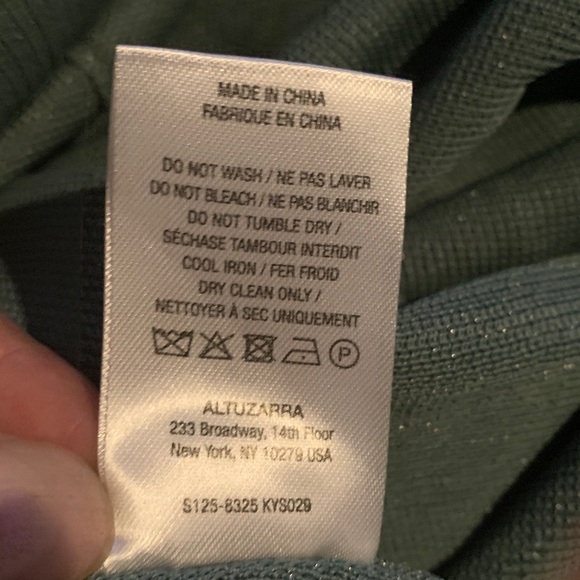 MADE IN CHINA
FABRIQUE EN CHINA
DO NOT WASH / NE PAS LAVER
DO NOT BLEACH / NE PAS BLANCHIR
DO NOT TUMBLE DRY /
SÉCHASE TAMBOUR INTERDIT
COOL IRON / FER FROID
DRY CLEAN ONLY /
NETTOYER À SEC UNIQUEMENT
P
ALTUZARRA
233 Broadway, 14th Floor
New York, NY 10279 USA
S125-8325 KYS029